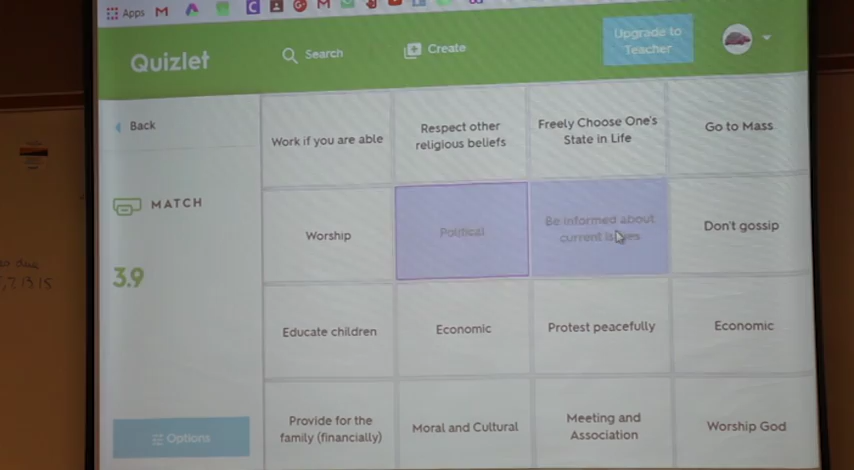 Apps
Quizlet
Search
Create
Upgrade to
Teacher
Back
MATCH
3.9
Options
Work if you are able
Respect other
religious beliefs
Freely Choose One's
State in Life
Go to Mass
Worship
Political
Be informed about
current issues
Don't gossip
Educate children
Economic
Protest peacefully
Economic
Provide for the
family (financially)
Moral and Cultural
Meeting and
Association
Worship God
due